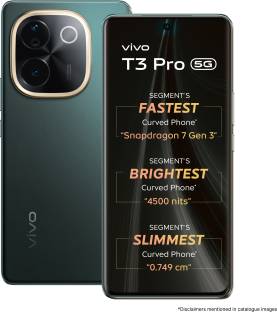 vivo
T3 Pro 5G
SEGMENT'S
FASTEST
Curved Phone*
"Snapdragon 7 Gen 3"
SEGMENT'S
BRIGHTEST
Curved Phone*
"4500 nits"
SEGMENT'S
SLIMMEST
Curved Phone*
"0.749 cm"
vivo
*Disclaimers mentioned in catalogue images